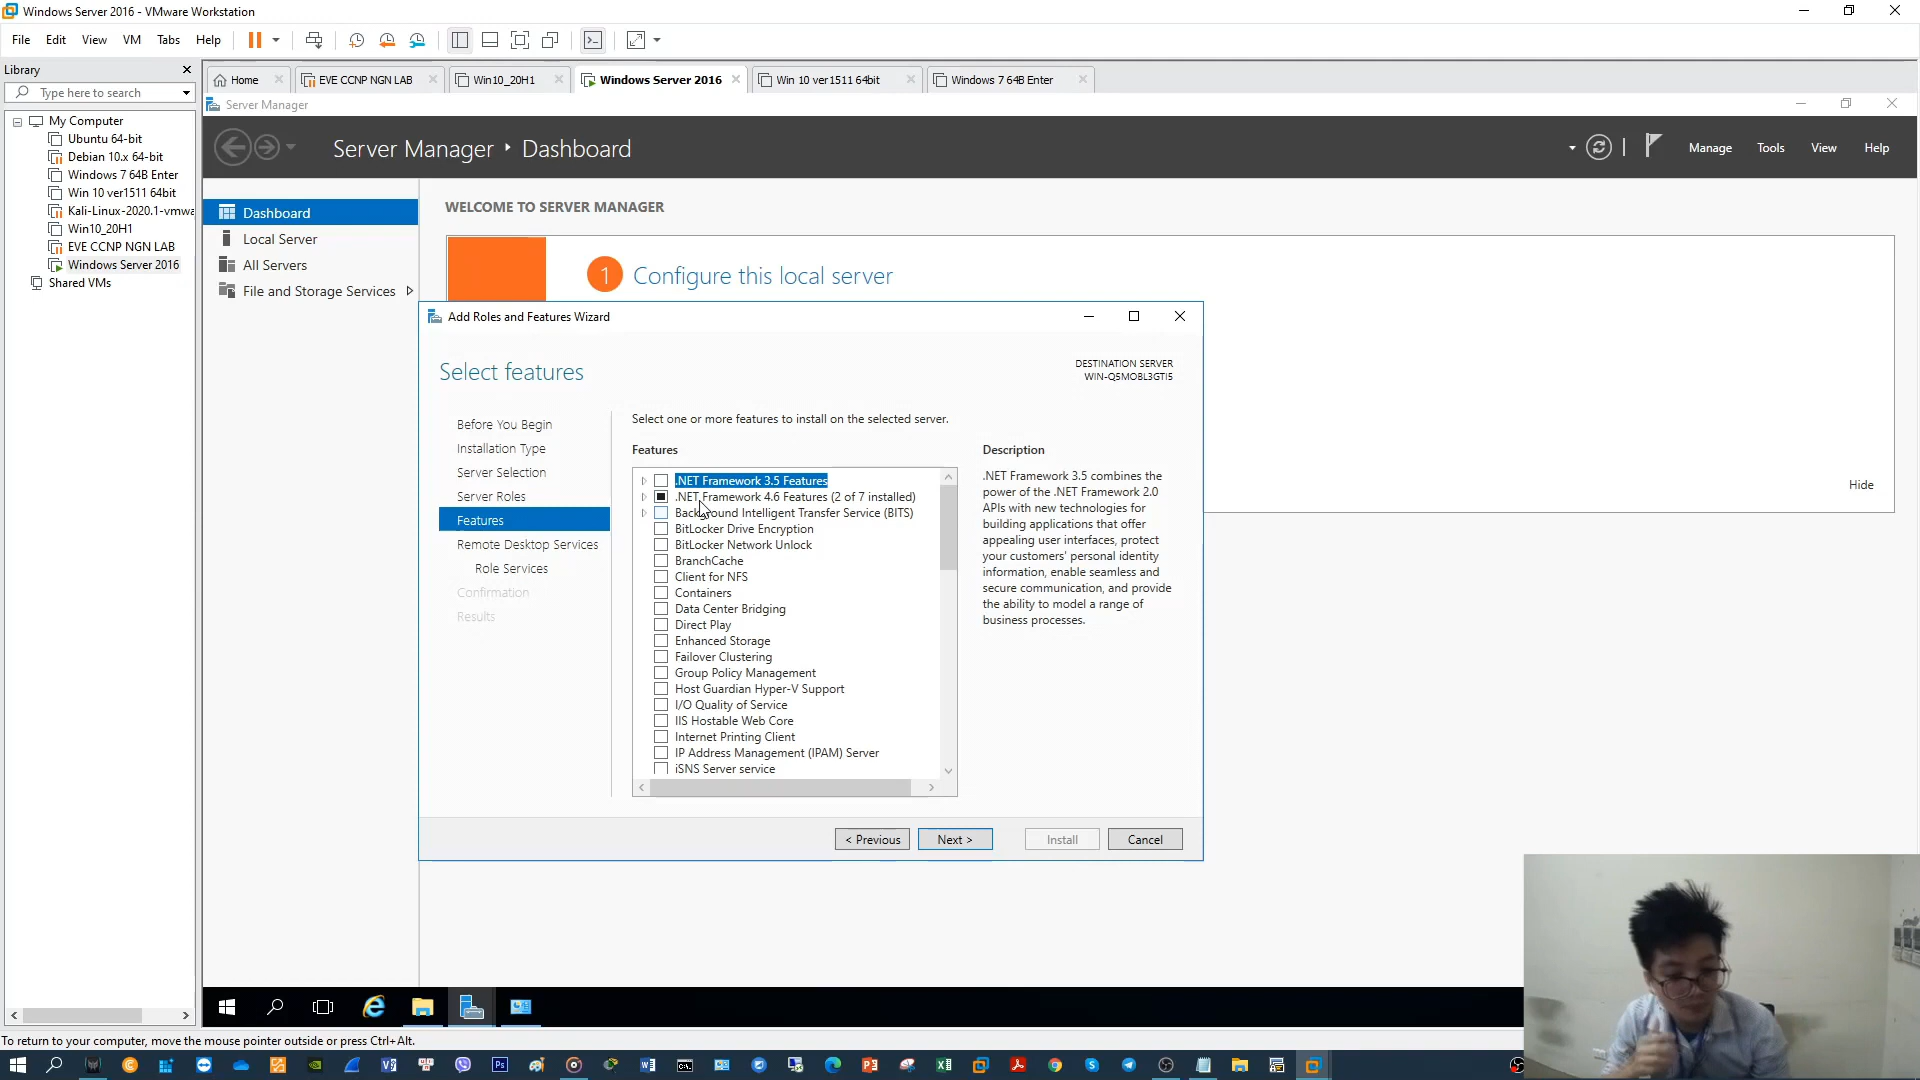 Windows Server 2016 - VMware Workstation
File Edit View VM Tabs Help
Library
Type here to search
My Computer
Ubuntu 64-bit
Debian 10.x 64-bit
Windows 7 64B Enter
Win 10 ver1511 64bit
Kali-Linux-2020.1-vmwa
Win10_20H1
EVE CCNP NGN LAB
Windows Server 2016
Shared VMs
Home EVE CCNP NGN LAB Win10_20H1 Windows Server 2016 Win 10 ver1511 64bit Windows 7 64B Enter
Server Manager
Server Manager Dashboard
Manage Tools View Help
Dashboard
Local Server
All Servers
File and Storage Services
WELCOME TO SERVER MANAGER
1 Configure this local server
Hide
Add Roles and Features Wizard
Select features
DESTINATION SERVER
WIN-Q5MOBL3GTI5
Before You Begin
Installation Type
Server Selection
Server Roles
Features
Remote Desktop Services
Role Services
Confirmation
Results
Select one or more features to install on the selected server.
Features
.NET Framework 3.5 Features
.NET Framework 4.6 Features (2 of 7 installed)
Background Intelligent Transfer Service (BITS)
BitLocker Drive Encryption
BitLocker Network Unlock
BranchCache
Client for NFS
Containers
Data Center Bridging
Direct Play
Enhanced Storage
Failover Clustering
Group Policy Management
Host Guardian Hyper-V Support
I/O Quality of Service
IIS Hostable Web Core
Internet Printing Client
IP Address Management (IPAM) Server
iSNS Server service
Description
.NET Framework 3.5 combines the
power of the .NET Framework 2.0
APIs with new technologies for
building applications that offer
appealing user interfaces, protect
your customers' personal identity
information, enable seamless and
secure communication, and provide
the ability to model a range of
business processes.
< Previous Next > Install Cancel
To return to your computer, move the mouse pointer outside or press Ctrl+Alt.